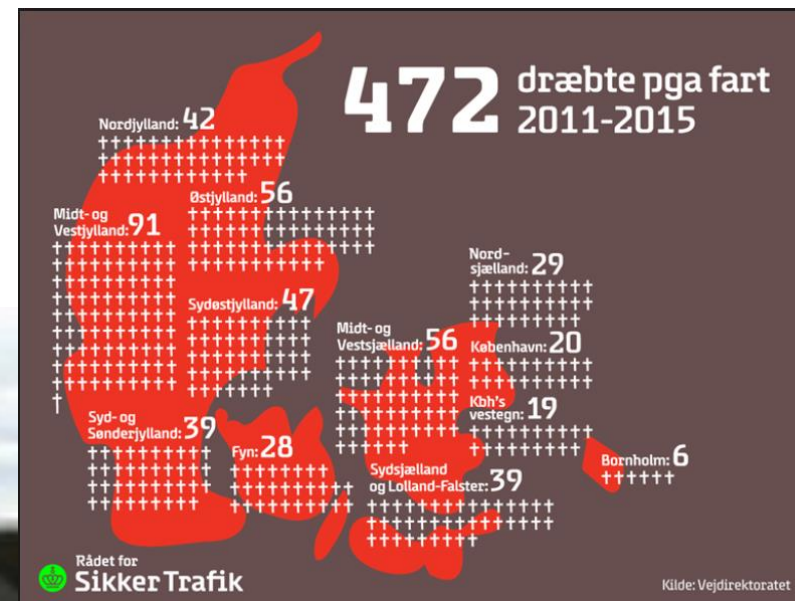 472 dræbte pga fart
2011-2015
Nordjylland: 42
Østjylland: 56
Midt- og
Vestjylland: 91
Sydøstjylland: 47
Nord-
sjælland: 29
Midt- og
Vestsjælland: 56
København: 20
Kbh's
vestegn: 19
Syd- og
Sønderjylland: 39
Fyn: 28
Bornholm: 6
Sydsjælland
og Lolland-Falster: 39
Rådet for
Sikker Trafik
Kilde: Vejdirektoratet